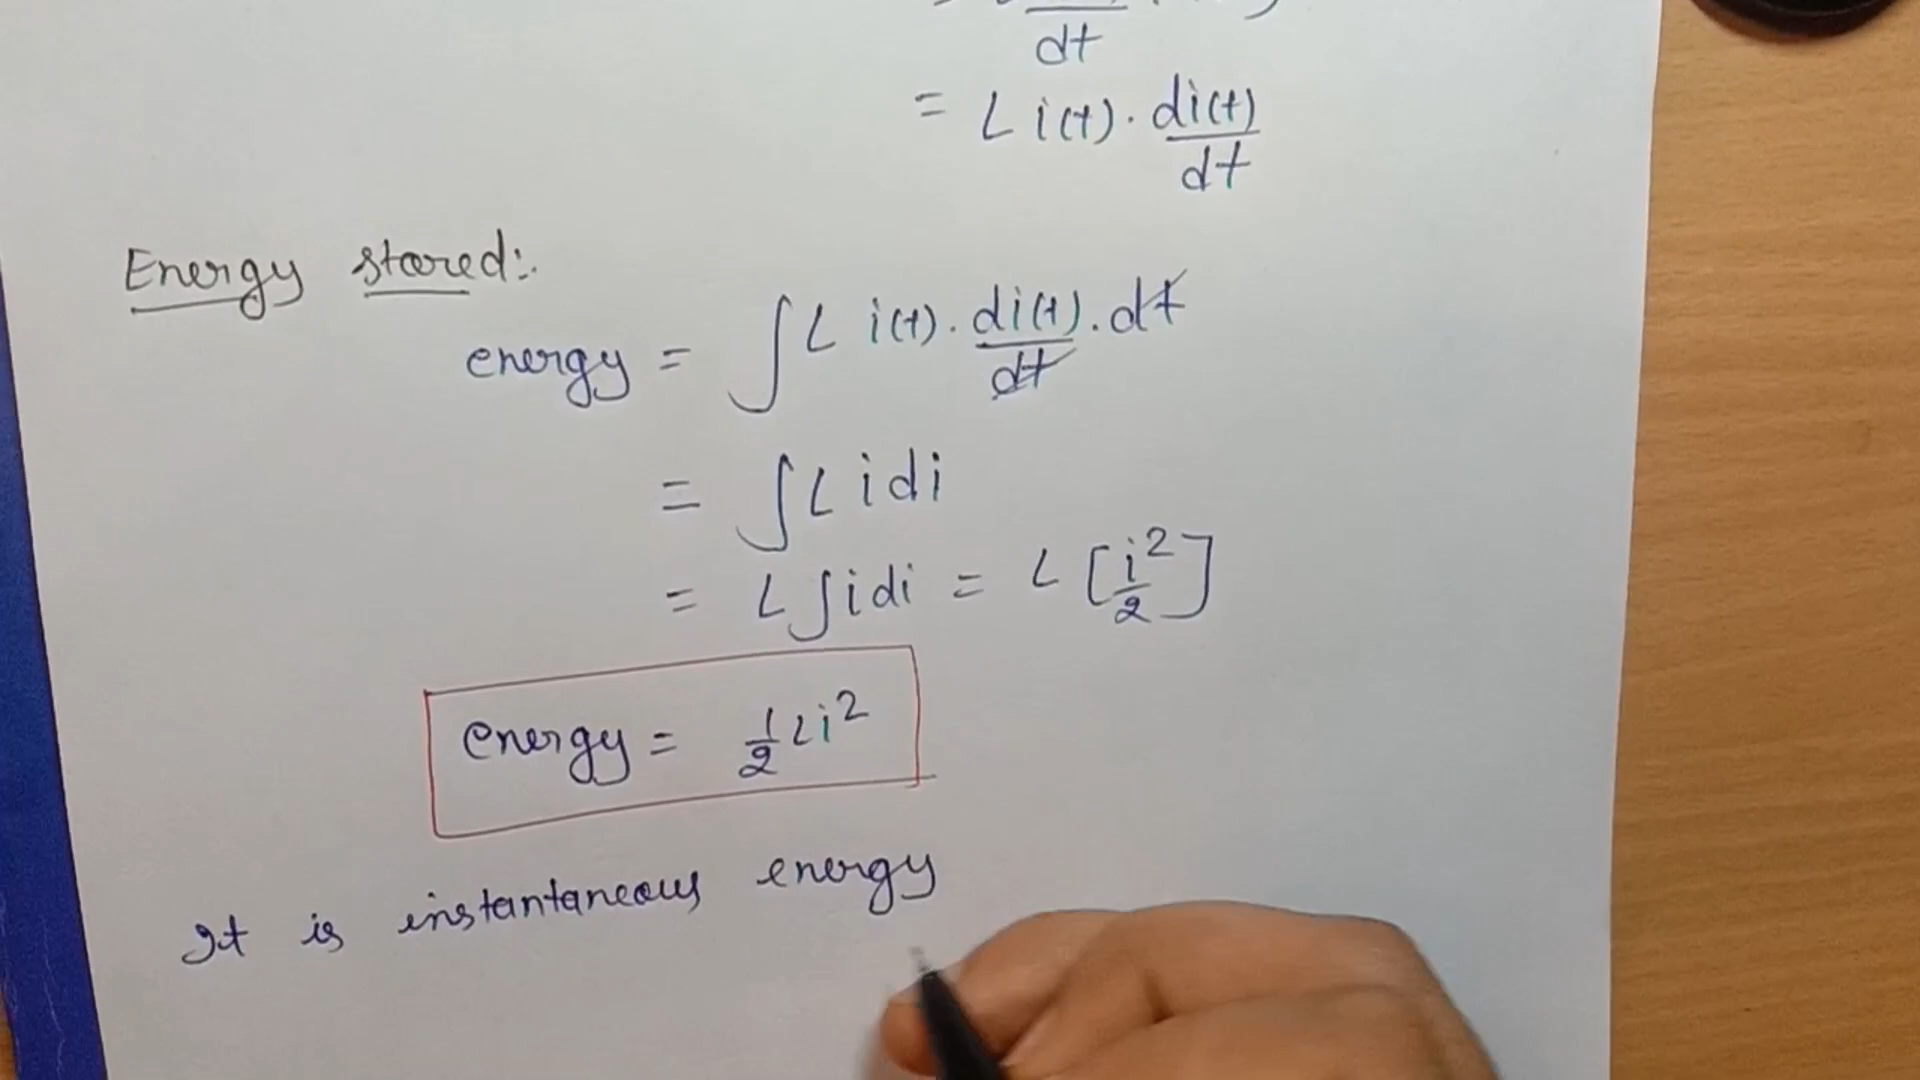 dt
= L i(t) . di(t)/dt
Energy stored:.
energy = ∫ L i(t) . di(t)/dt . dt
= ∫ L i di
= L ∫ i di = L [i²/2]
energy = 1/2 Li²
It is instantaneous energy